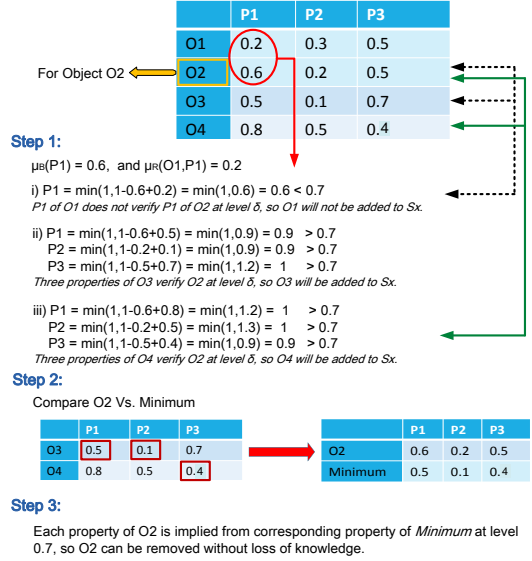 P1 P2 P3
O1 0.2 0.3 0.5
O2 0.6 0.2 0.5
O3 0.5 0.1 0.7
O4 0.8 0.5 0.4
For Object O2
Step 1:
μB(P1) = 0.6, and μR(O1,P1) = 0.2
i) P1 = min(1,1-0.6+0.2) = min(1,0.6) = 0.6 < 0.7
P1 of O1 does not verify P1 of O2 at level δ, so O1 will not be added to Sx.
ii) P1 = min(1,1-0.6+0.5) = min(1,0.9) = 0.9 > 0.7
P2 = min(1,1-0.2+0.1) = min(1,0.9) = 0.9 > 0.7
P3 = min(1,1-0.5+0.7) = min(1,1.2) = 1 > 0.7
Three properties of O3 verify O2 at level δ, so O3 will be added to Sx.
iii) P1 = min(1,1-0.6+0.8) = min(1,1.2) = 1 > 0.7
P2 = min(1,1-0.2+0.5) = min(1,1.3) = 1 > 0.7
P3 = min(1,1-0.5+0.4) = min(1,0.9) = 0.9 > 0.7
Three properties of O4 verify O2 at level δ, so O4 will be added to Sx.
Step 2:
Compare O2 Vs. Minimum
P1 P2 P3
O3 0.5 0.1 0.7
O4 0.8 0.5 0.4
P1 P2 P3
O2 0.6 0.2 0.5
Minimum 0.5 0.1 0.4
Step 3:
Each property of O2 is implied from corresponding property of Minimum at level
0.7, so O2 can be removed without loss of knowledge.